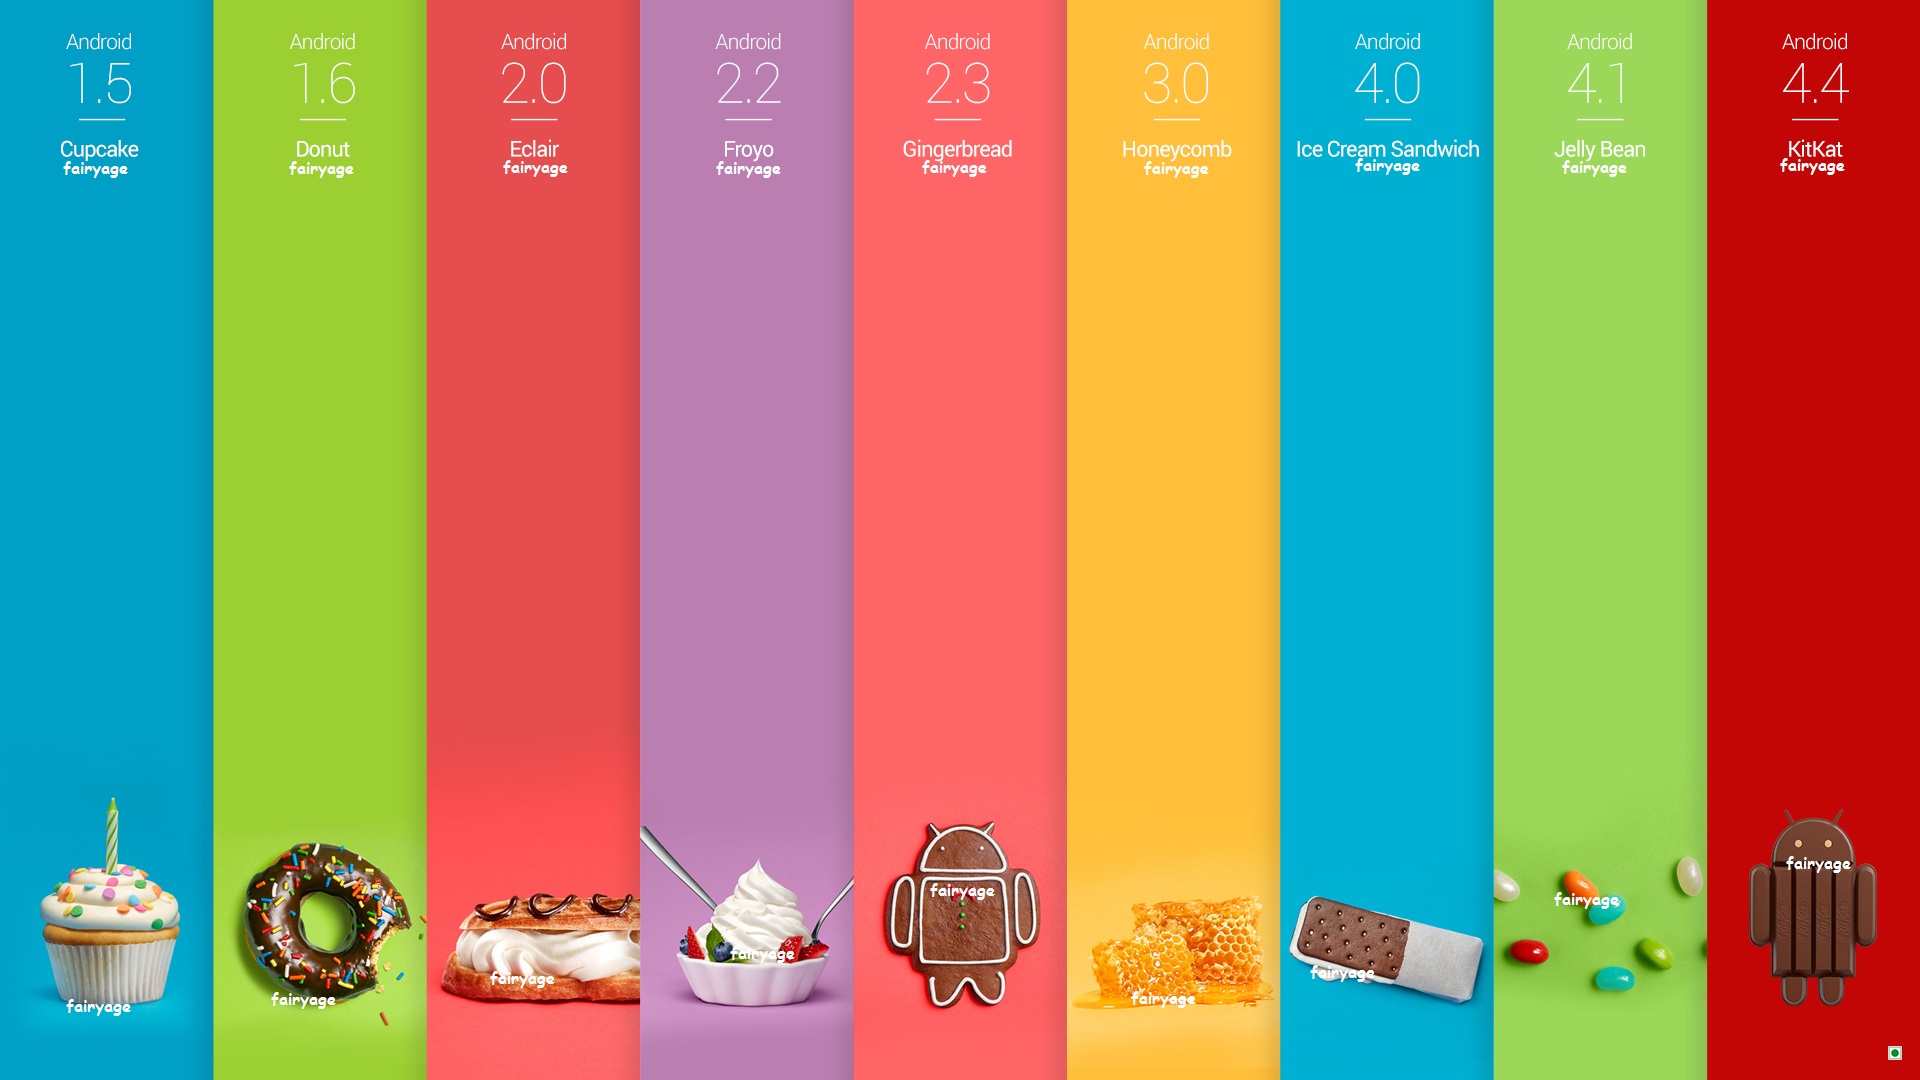 Android
1.5
Cupcake
fairyage
fairyage
Android
1.6
Donut
fairyage
fairyage
Android
2.0
Eclair
fairyage
fairyage
Android
2.2
Froyo
fairyage
fairyage
Android
2.3
Gingerbread
fairyage
fairyage
Android
3.0
Honeycomb
fairyage
fairyage
Android
4.0
Ice Cream Sandwich
fairyage
fairyage
Android
4.1
Jelly Bean
fairyage
fairyage
Android
4.4
KitKat
fairyage
fairyage